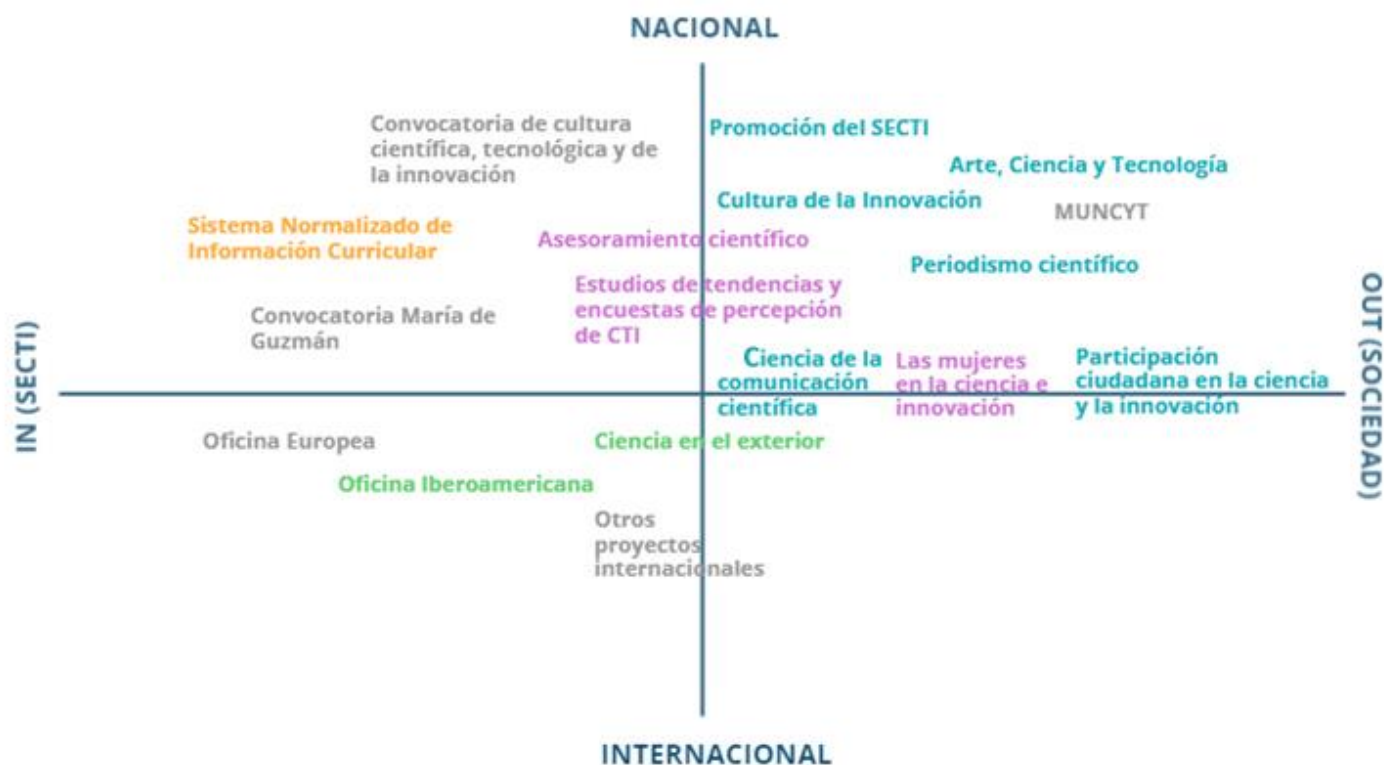 NACIONAL
Convocatoria de cultura
científica, tecnológica y de
la innovación
Promoción del SECTI
Arte, Ciencia y Tecnología
Cultura de la Innovación
MUNCYT
Sistema Normalizado de
Información Curricular
Asesoramiento científico
Periodismo científico
Estudios de tendencias y
encuestas de percepción
de CTI
Convocatoria María de
Guzmán
IN (SECTI)
OUT (SOCIEDAD)
Ciencia de la
comunicación
científica
Las mujeres
en la ciencia e
innovación
Participación
ciudadana en la ciencia
y la innovación
Oficina Europea
Ciencia en el exterior
Oficina Iberoamericana
Otros
proyectos
internacionales
INTERNACIONAL